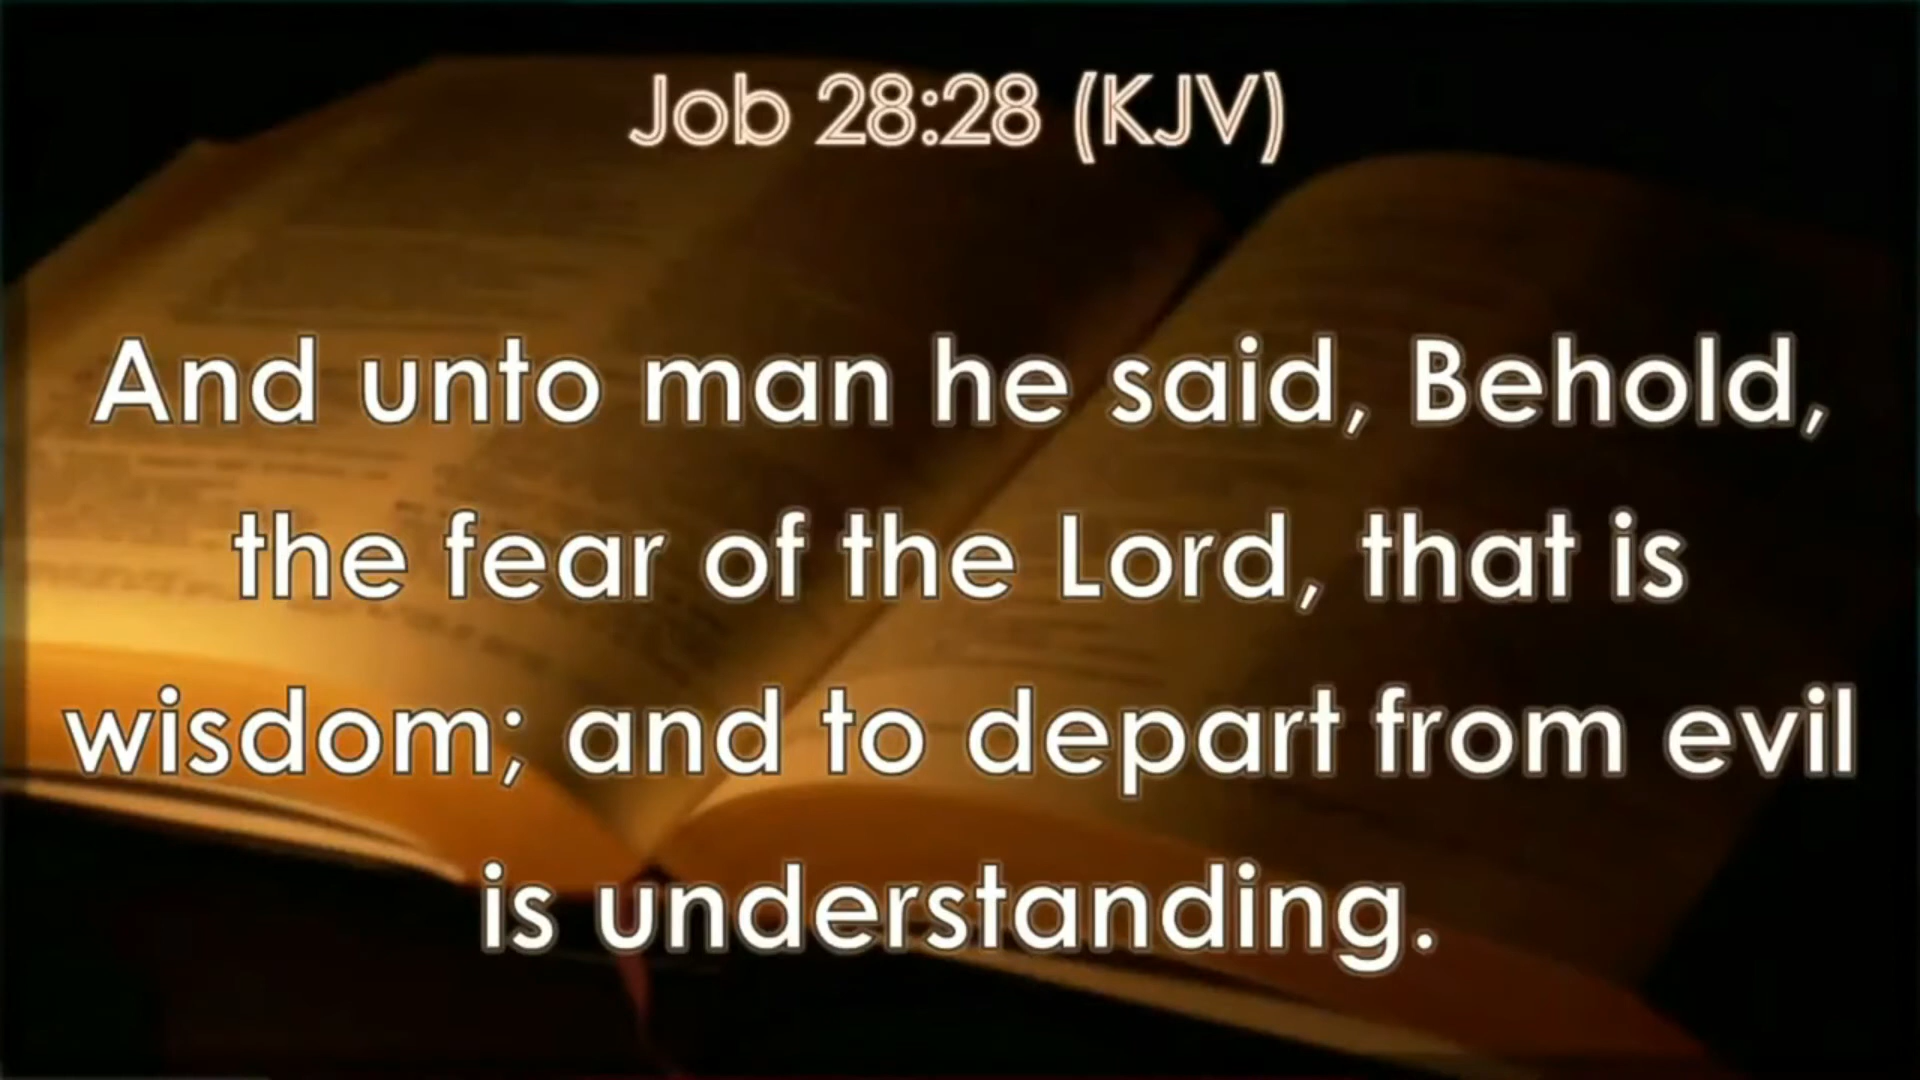 Job 28:28 (KJV)
And unto man he said, Behold,
the fear of the Lord, that is
wisdom; and to depart from evil
is understanding.